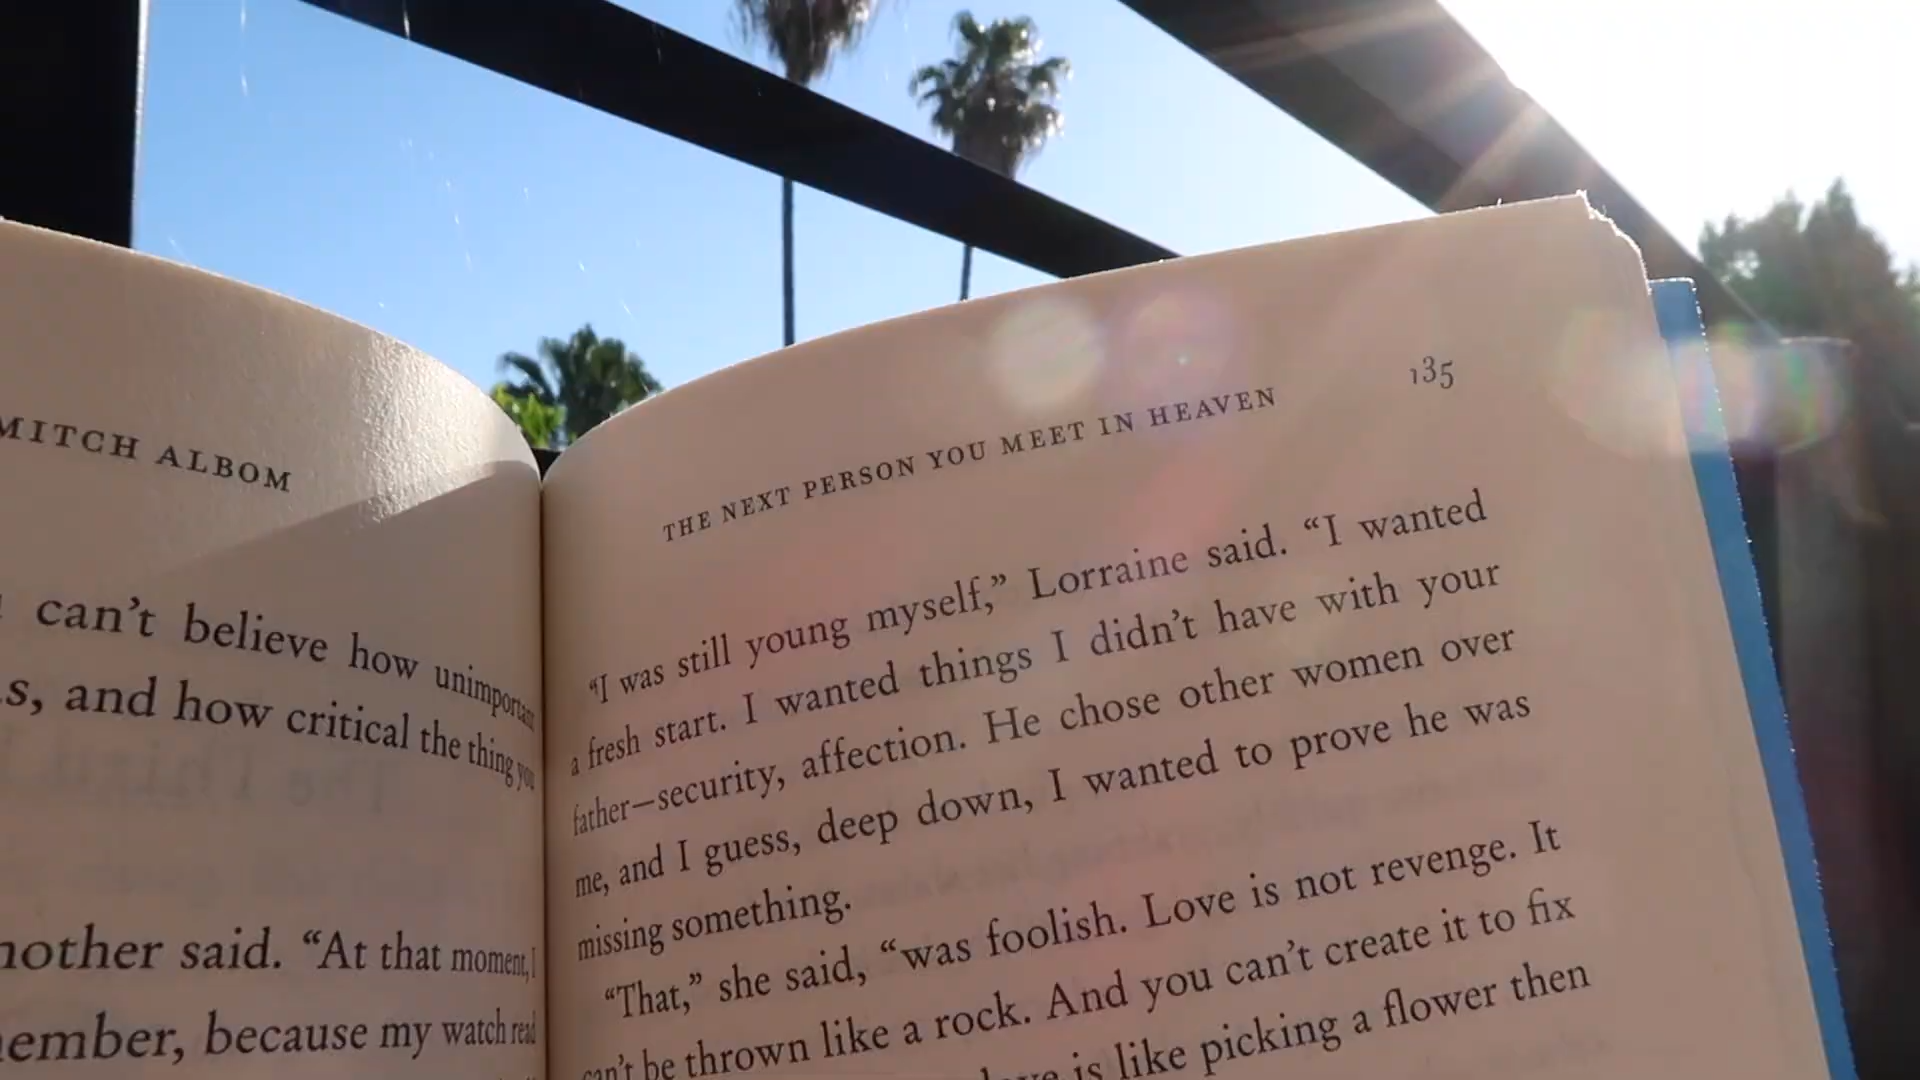 MITCH ALBOM
can't believe how unimportant
and how critical the thing you
said. "At that moment, I
because my watch read
THE NEXT PERSON YOU MEET IN HEAVEN
135
"I was still young myself," Lorraine said. "I wanted
a fresh start. I wanted things I didn't have with your
father—security, affection. He chose other women over
me, and I guess, deep down, I wanted to prove he was
missing something.
"That," she said, "was foolish. Love is not revenge. It
can't be thrown like a rock. And you can't create it to fix
is like picking a flower then